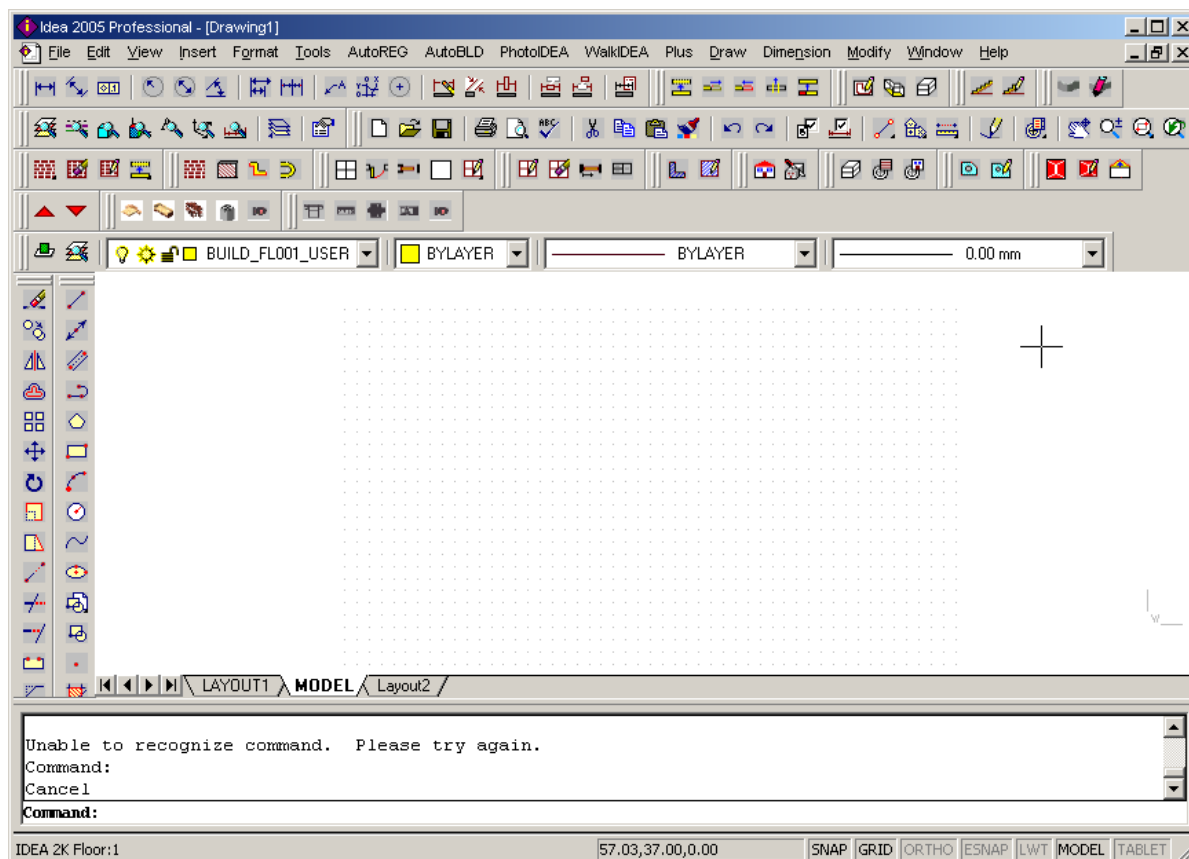 Idea 2005 Professional - [Drawing1]
File Edit View Insert Format Tools AutoREG AutoBLD PhotoIDEA WalkIDEA Plus Draw Dimension Modify Window Help
ABC
BUILD_FL001_USER BYLAYER BYLAYER 0.00 mm
W
LAYOUT1 MODEL Layout2
Unable to recognize command. Please try again.
Command:
Cancel
Command:
IDEA 2K Floor:1 57.03,37.00,0.00 SNAP GRID ORTHO ESNAP LWT MODEL TABLET